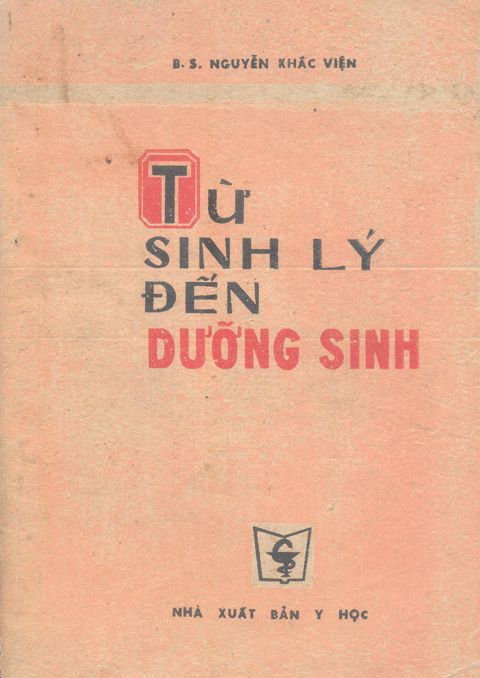 B.S. NGUYỄN KHẮC VIỆN
TỪ
SINH LÝ
ĐẾN
DƯỠNG SINH
NHÀ XUẤT BẢN Y HỌC